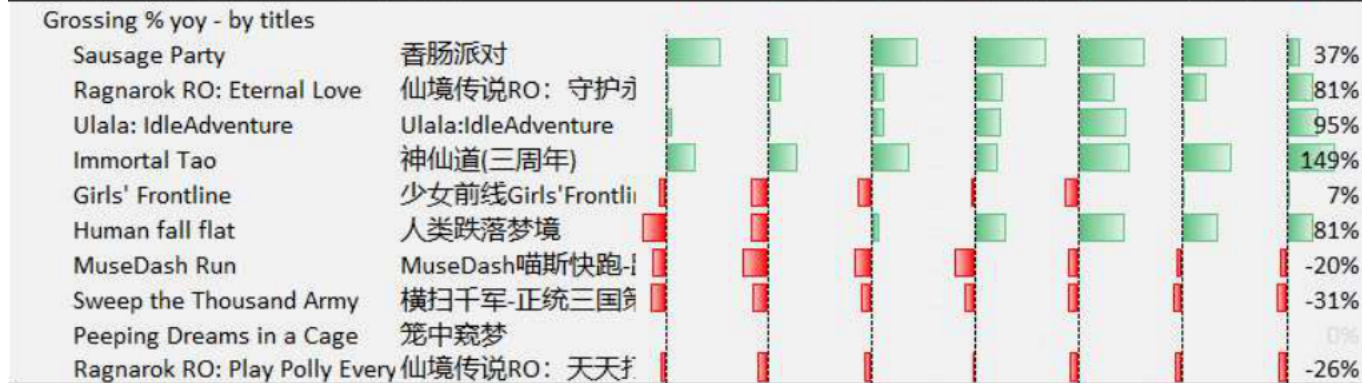 Grossing % yoy - by titles
Sausage Party 香肠派对 37%
Ragnarok RO: Eternal Love 仙境传说RO：守护永 81%
Ulala: IdleAdventure Ulala:IdleAdventure 95%
Immortal Tao 神仙道(三周年) 149%
Girls' Frontline 少女前线Girls'Frontli 7%
Human fall flat 人类跌落梦境 81%
MuseDash Run MuseDash喵斯快跑- -20%
Sweep the Thousand Army 横扫千军-正统三国策 -31%
Peeping Dreams in a Cage 笼中窥梦 0%
Ragnarok RO: Play Polly Every 仙境传说RO：天天打 -26%